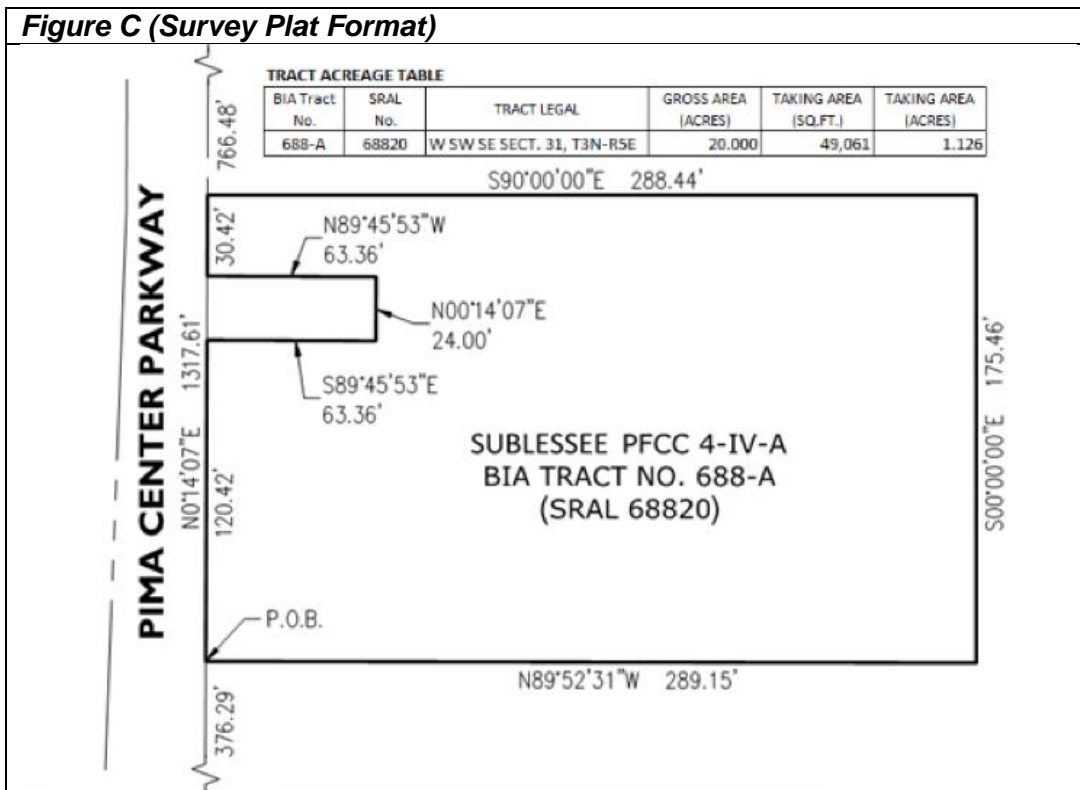 Figure C (Survey Plat Format)
TRACT ACREAGE TABLE
BIA Tract No. SRAL No. TRACT LEGAL GROSS AREA (ACRES) TAKING AREA (SQ.FT.) TAKING AREA (ACRES)
688-A 68820 W SW SE SECT. 31, T3N-R5E 20.000 49,061 1.126
766.48'
S90°00'00"E 288.44'
30.42'
N89°45'53"W
63.36'
N00°14'07"E
24.00'
S89°45'53"E
63.36'
PIMA CENTER PARKWAY
N0°14'07"E 1317.61'
120.42'
SUBLESSEE PFCC 4-IV-A
BIA TRACT NO. 688-A
(SRAL 68820)
S00°00'00"E 175.46'
P.O.B.
N89°52'31"W 289.15'
376.29'